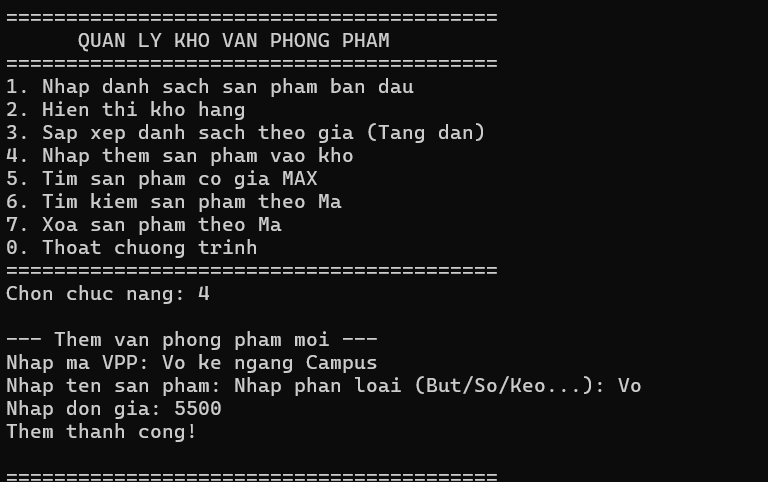 =========================================
QUAN LY KHO VAN PHONG PHAM
=========================================
1. Nhap danh sach san pham ban dau
2. Hien thi kho hang
3. Sap xep danh sach theo gia (Tang dan)
4. Nhap them san pham vao kho
5. Tim san pham co gia MAX
6. Tim kiem san pham theo Ma
7. Xoa san pham theo Ma
0. Thoat chuong trinh
=========================================
Chon chuc nang: 4
--- Them van phong pham moi ---
Nhap ma VPP: Vo ke ngang Campus
Nhap ten san pham: Nhap phan loai (But/So/Keo...): Vo
Nhap don gia: 5500
Them thanh cong!
=========================================